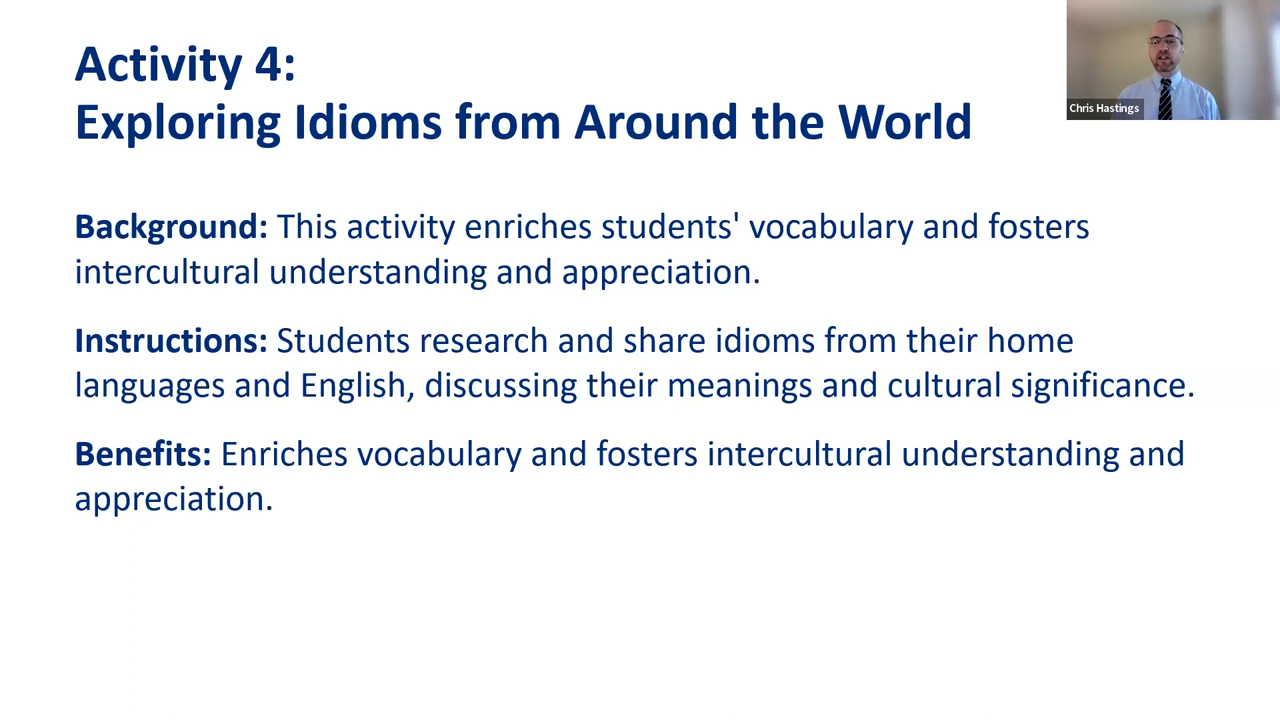 Activity 4:
Exploring Idioms from Around the World
Chris Hastings
Background: This activity enriches students' vocabulary and fosters
intercultural understanding and appreciation.
Instructions: Students research and share idioms from their home
languages and English, discussing their meanings and cultural significance.
Benefits: Enriches vocabulary and fosters intercultural understanding and
appreciation.